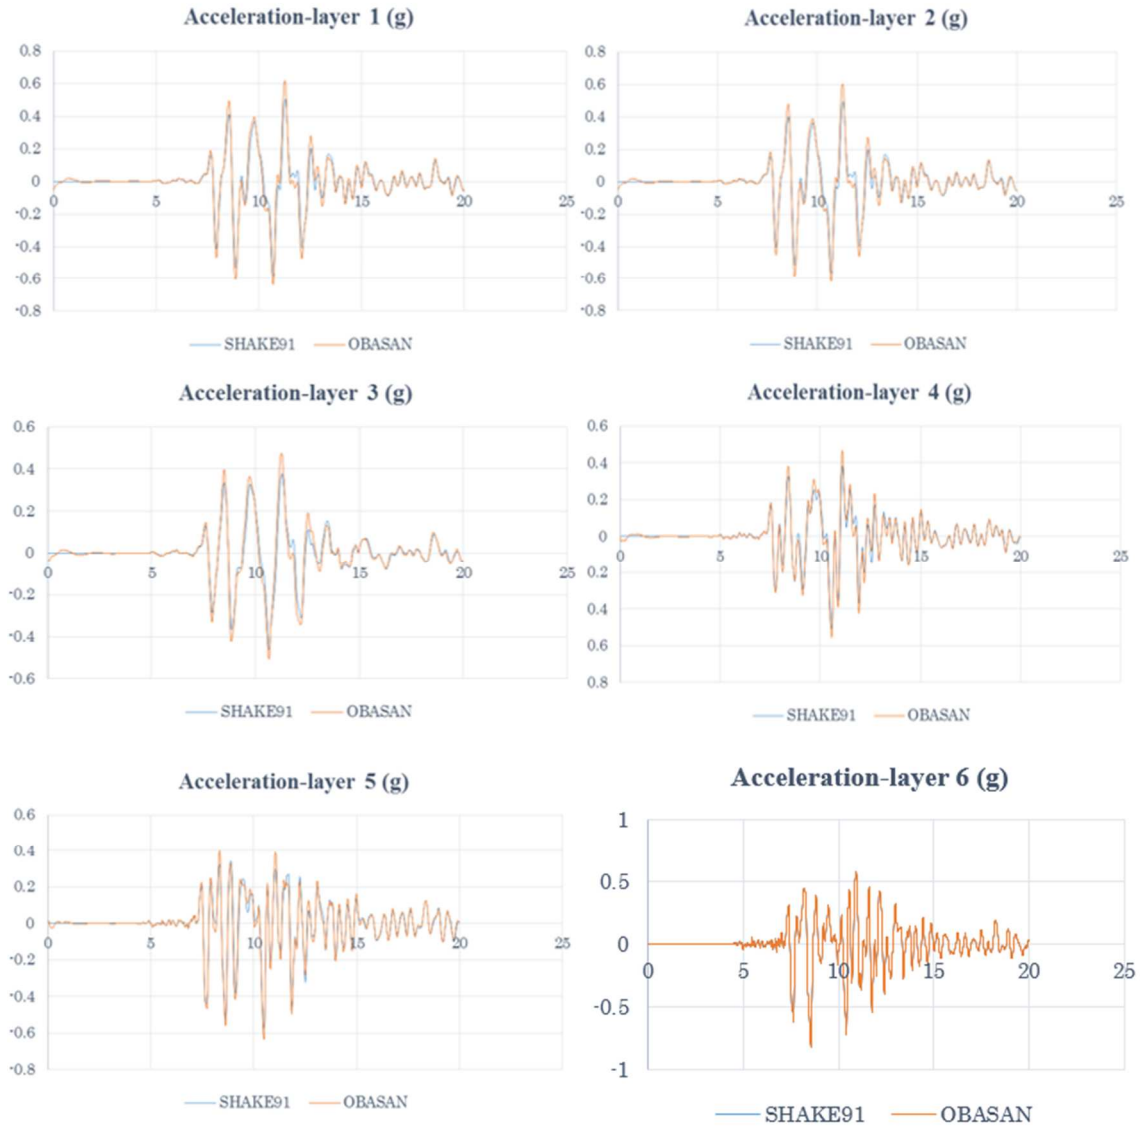 Acceleration-layer 1 (g)
0.8
0.6
0.4
0.2
0
-0.2
-0.4
-0.6
-0.8
0 5 10 15 20 25
SHAKE91 OBASAN
Acceleration-layer 2 (g)
0.8
0.6
0.4
0.2
0
-0.2
-0.4
-0.6
-0.8
0 5 10 15 20 25
SHAKE91 OBASAN
Acceleration-layer 3 (g)
0.6
0.4
0.2
0
-0.2
-0.4
-0.6
0 5 10 15 20 25
SHAKE91 OBASAN
Acceleration-layer 4 (g)
0.6
0.4
0.2
0
0.2
0.4
0.6
0.8
0 5 10 15 20 25
SHAKE91 OBASAN
Acceleration-layer 5 (g)
0.6
0.4
0.2
0
-0.2
-0.4
-0.6
-0.8
0 5 10 15 20 25
SHAKE91 OBASAN
Acceleration-layer 6 (g)
1
0.5
0
-0.5
-1
0 5 10 15 20 25
SHAKE91 OBASAN